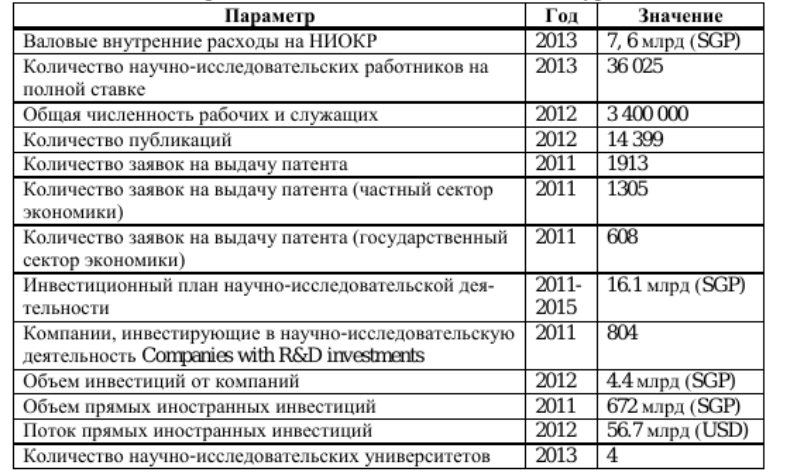 Параметр Год Значение
Валовые внутренние расходы на НИОКР 2013 7, 6 млрд (SGP)
Количество научно-исследовательских работников на 2013 36 025
полной ставке
Общая численность рабочих и служащих 2012 3 400 000
Количество публикаций 2012 14 399
Количество заявок на выдачу патента 2011 1913
Количество заявок на выдачу патента (частный сектор 2011 1305
экономики)
Количество заявок на выдачу патента (государственный 2011 608
сектор экономики)
Инвестиционный план научно-исследовательской дея- 2011- 16.1 млрд (SGP)
тельности 2015
Компании, инвестирующие в научно-исследовательскую 2011 804
деятельность Companies with R&D investments
Объем инвестиций от компаний 2012 4.4 млрд (SGP)
Объем прямых иностранных инвестиций 2011 672 млрд (SGP)
Поток прямых иностранных инвестиций 2012 56.7 млрд (USD)
Количество научно-исследовательских университетов 2013 4